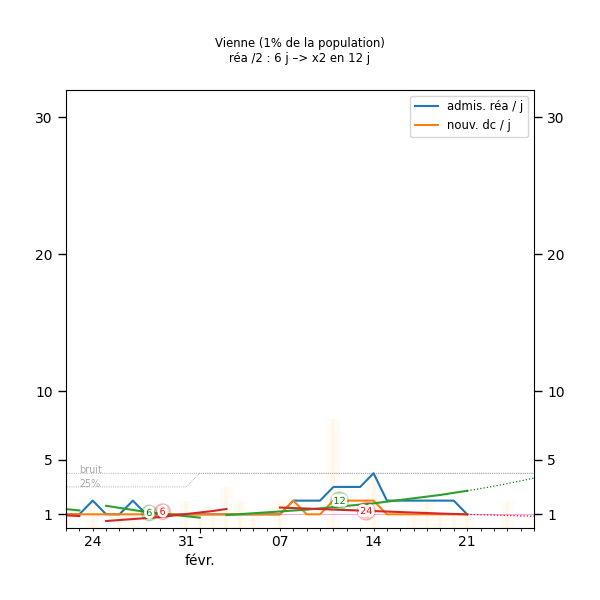 Vienne (1% de la population)
réa /2 : 6 j –> x2 en 12 j
admis. réa / j
nouv. dc / j
30 30
20 20
10 10
bruit
5 5
25%
12
6 6 24
1 1
24 31 - 07 14 21
févr.